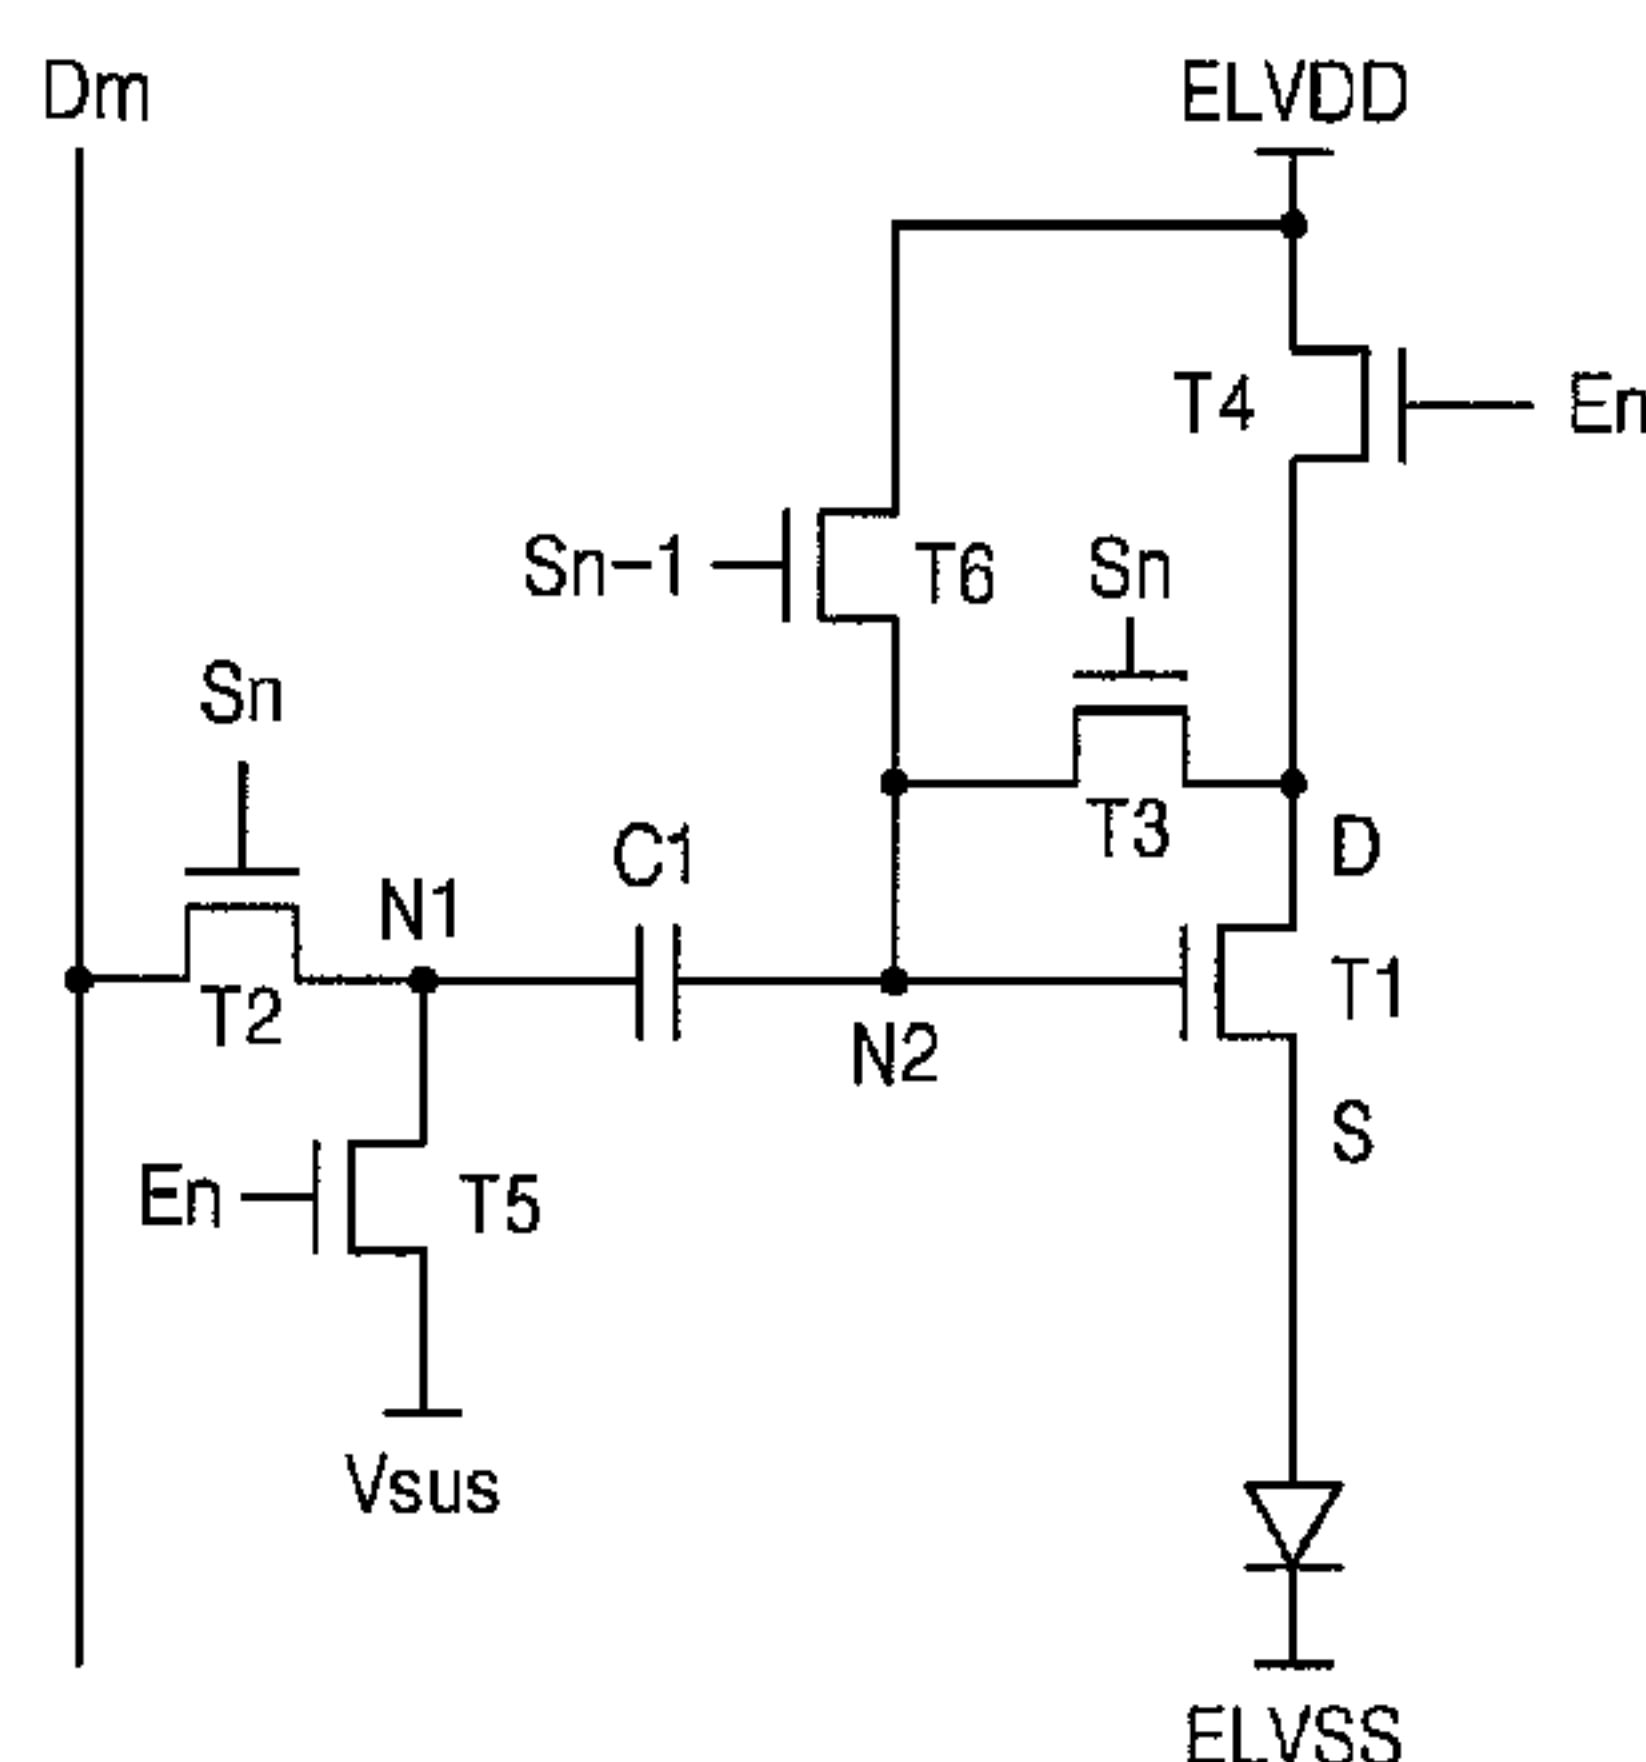 Dm
ELVDD
T4
En
Sn-1
T6
Sn
Sn
T3
D
C1
N1
T2
T1
N2
S
En
T5
Vsus
ELVSS